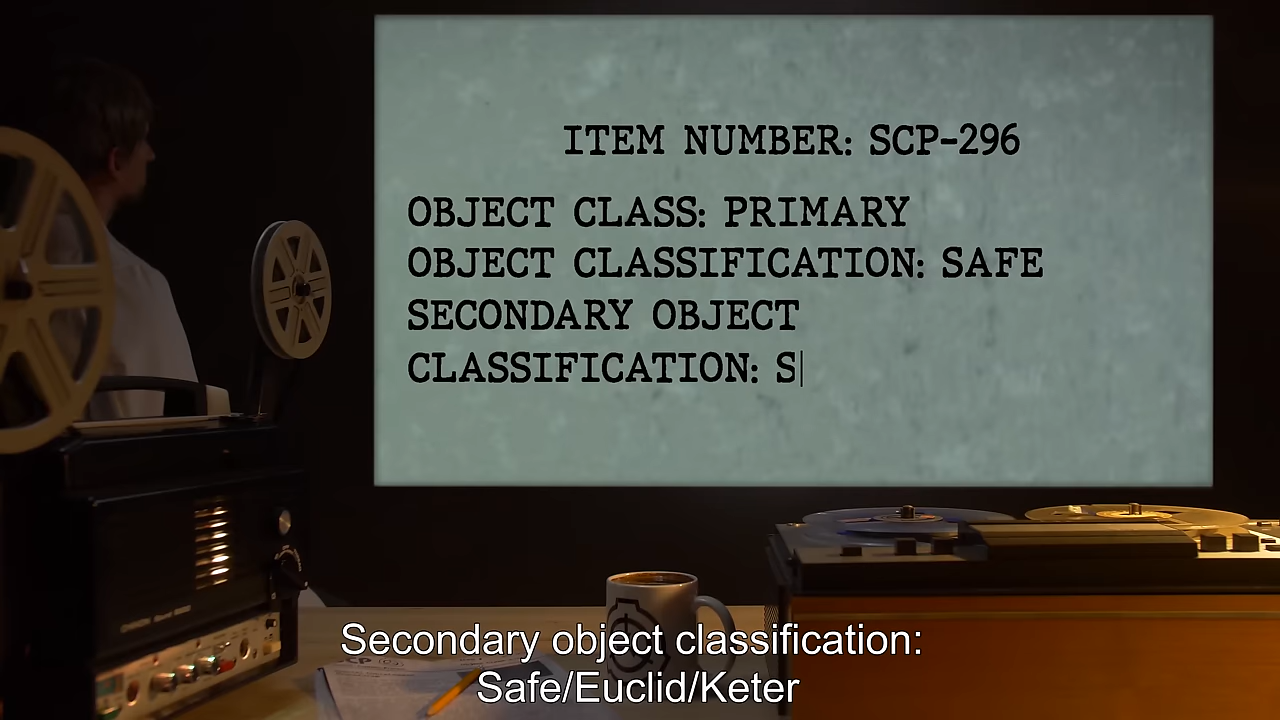 ITEM NUMBER: SCP-296
OBJECT CLASS: PRIMARY
OBJECT CLASSIFICATION: SAFE
SECONDARY OBJECT
CLASSIFICATION: S
Secondary object classification:
Safe/Euclid/Keter